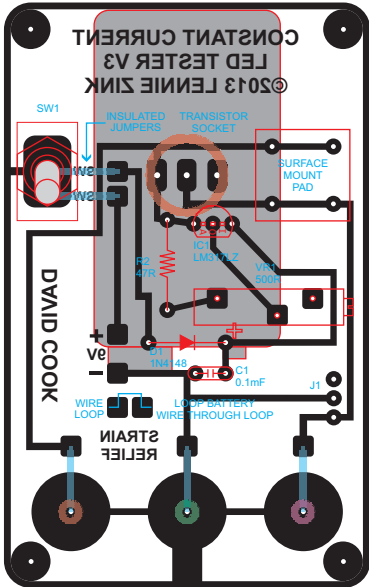 CONSTANT CURRENT
LED TESTER V3
©2013 LENNIE ZINK
SW1
INSULATED
JUMPERS
TRANSISTOR
SOCKET
SW
SW
SURFACE
MOUNT
PAD
IC1
LM317LZ
R2
47R
VR1
500R
DAVID COOK
+
9V
−
+
D1
1N4148
C1
0.1mF
J1
WIRE
LOOP
LOOP BATTERY
WIRE THROUGH LOOP
STRAIN
RELIEF